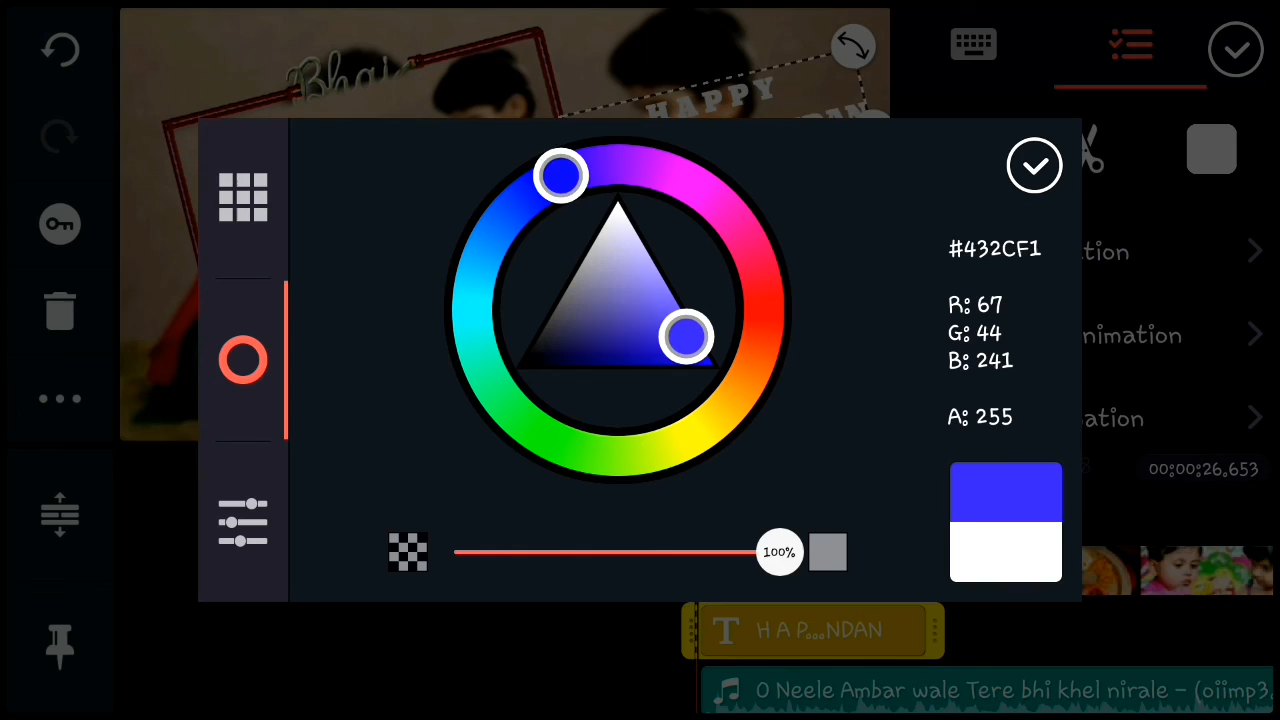 Bhai
HAPPY
#432CF1
tion
R: 67
G: 44
nimation
B: 241
A: 255
ation
00:00:26.653
100%
T H A P...NDAN
O Neele Ambar wale Tere bhi khel nirale - (oiimp3.